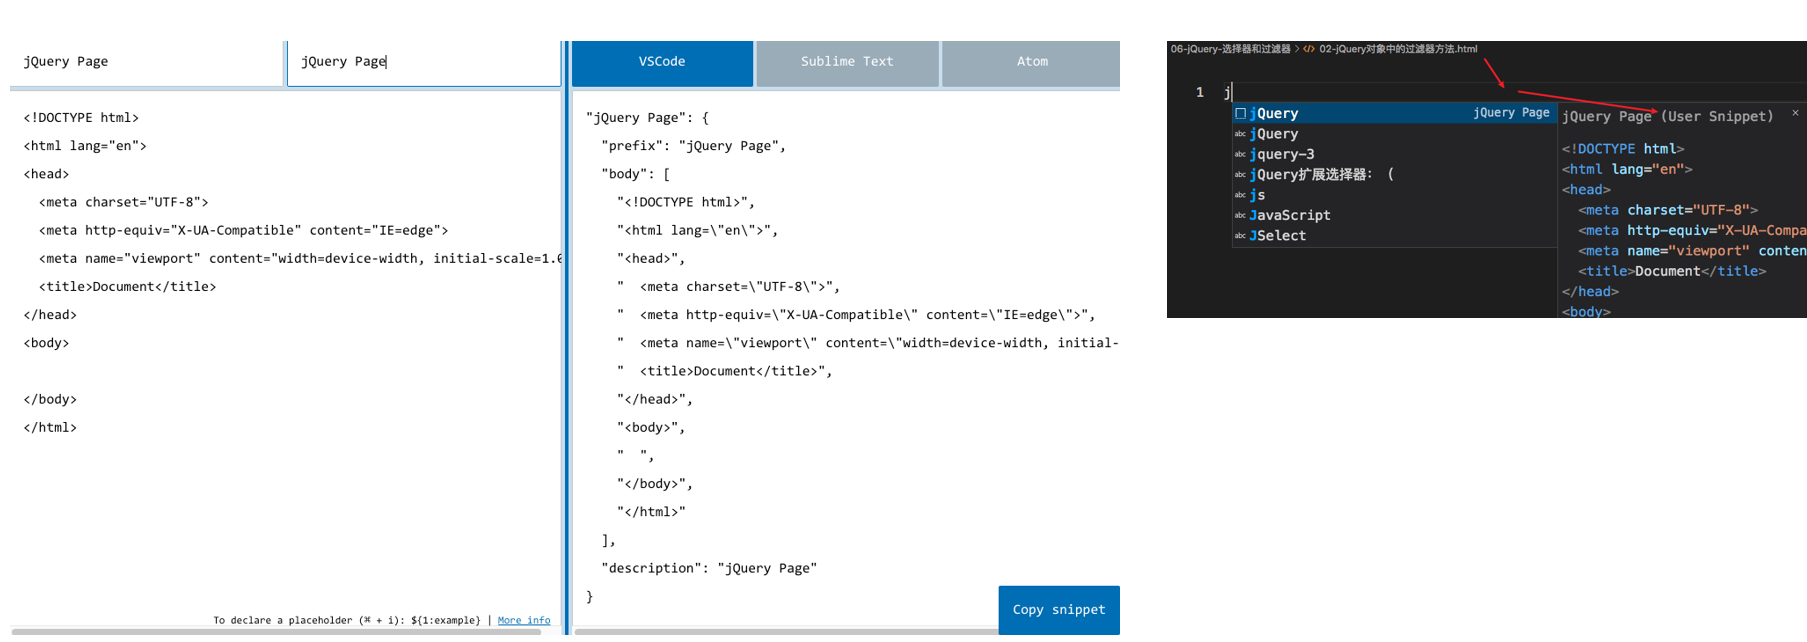 jQuery Page
jQuery Page
<!DOCTYPE html>
<html lang="en">
<head>
<meta charset="UTF-8">
<meta http-equiv="X-UA-Compatible" content="IE=edge">
<meta name="viewport" content="width=device-width, initial-scale=1.0
<title>Document</title>
</head>
<body>
</body>
</html>
To declare a placeholder (⌘ + i): ${1:example} | More info
VSCode
Sublime Text
Atom
"jQuery Page": {
"prefix": "jQuery Page",
"body": [
"<!DOCTYPE html>",
"<html lang=\"en\">",
"<head>",
"  <meta charset=\"UTF-8\">",
"  <meta http-equiv=\"X-UA-Compatible\" content=\"IE=edge\">",
"  <meta name=\"viewport\" content=\"width=device-width, initial-
"  <title>Document</title>",
"</head>",
"<body>",
"  ",
"</body>",
"</html>"
],
"description": "jQuery Page"
}
Copy snippet
06-jQuery-选择器和过滤器 > 02-jQuery对象中的过滤器方法.html
1 j
jQuery jQuery Page
abc jQuery
abc jquery-3
abc jQuery扩展选择器: (
abc js
abc JavaScript
abc JSelect
jQuery Page (User Snippet) ×
<!DOCTYPE html>
<html lang="en">
<head>
<meta charset="UTF-8">
<meta http-equiv="X-UA-Compa
<meta name="viewport" conten
<title>Document</title>
</head>
<body>